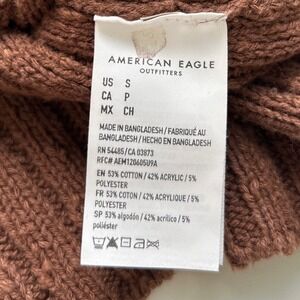 AMERICAN EAGLE
OUTFITTERS
US S
CA P
MX CH
MADE IN BANGLADESH / FABRIQUÉ AU
BANGLADESH / HECHO EN BANGLADESH
RN 54485/CA 03873
RFC# AEM120605U9A
EN 53% COTTON / 42% ACRYLIC / 5%
POLYESTER
FR 53% COTON / 42% ACRYLIQUE / 5%
POLYESTER
SP 53% algodón / 42% acrílico / 5%
poliéster